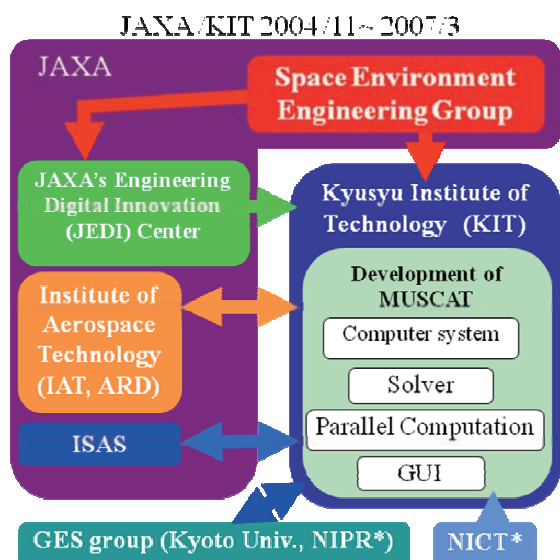 JAXA/KIT 2004/11~2007/3
JAXA
Space Environment
Engineering Group
JAXA's Engineering
Digital Innovation
(JEDI) Center
Kyusyu Institute of
Technology (KIT)
Institute of
Aerospace
Technology
(IAT, ARD)
Development of
MUSCAT
Computer system
Solver
Parallel Computation
GUI
ISAS
GES group (Kyoto Univ., NIPR*)
NICT*